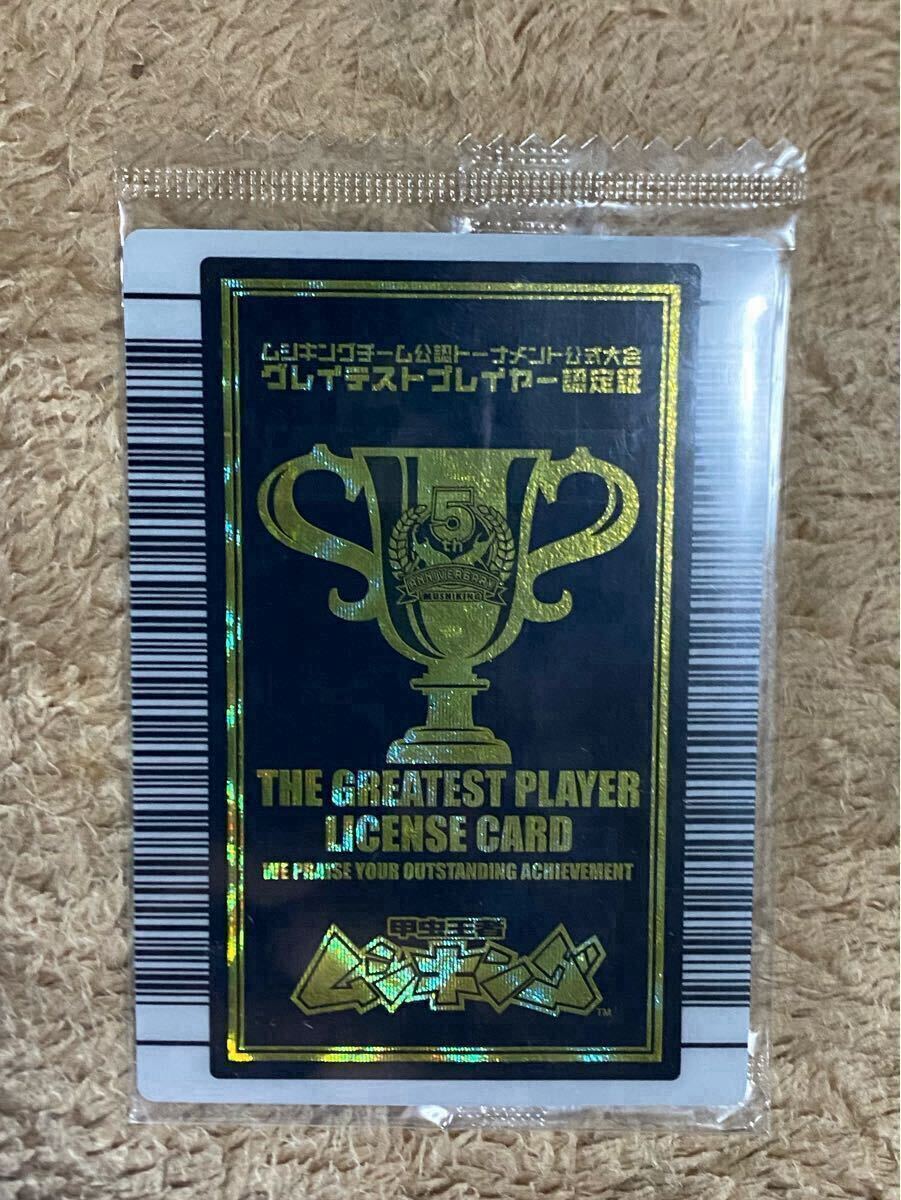 ムシキングチーム公認トーナメント公式大会
グレイテストプレイヤー認定証
5th
ANNIVERSARY
MUSHIKING
THE GREATEST PLAYER
LICENSE CARD
WE PRAISE YOUR OUTSTANDING ACHIEVEMENT
甲虫王者
ムシキング
TM